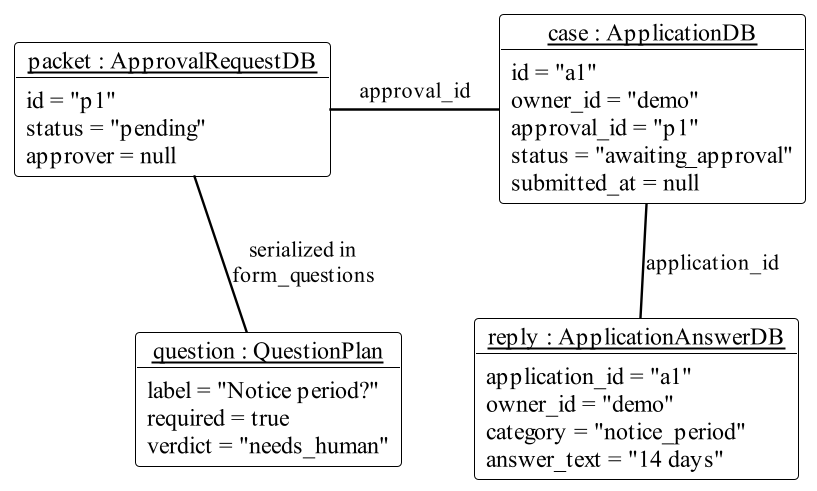 packet : ApprovalRequestDB
id = "p1"
status = "pending"
approver = null
approval_id
case : ApplicationDB
id = "a1"
owner_id = "demo"
approval_id = "p1"
status = "awaiting_approval"
submitted_at = null
serialized in
form_questions
application_id
question : QuestionPlan
label = "Notice period?"
required = true
verdict = "needs_human"
reply : ApplicationAnswerDB
application_id = "a1"
owner_id = "demo"
category = "notice_period"
answer_text = "14 days"